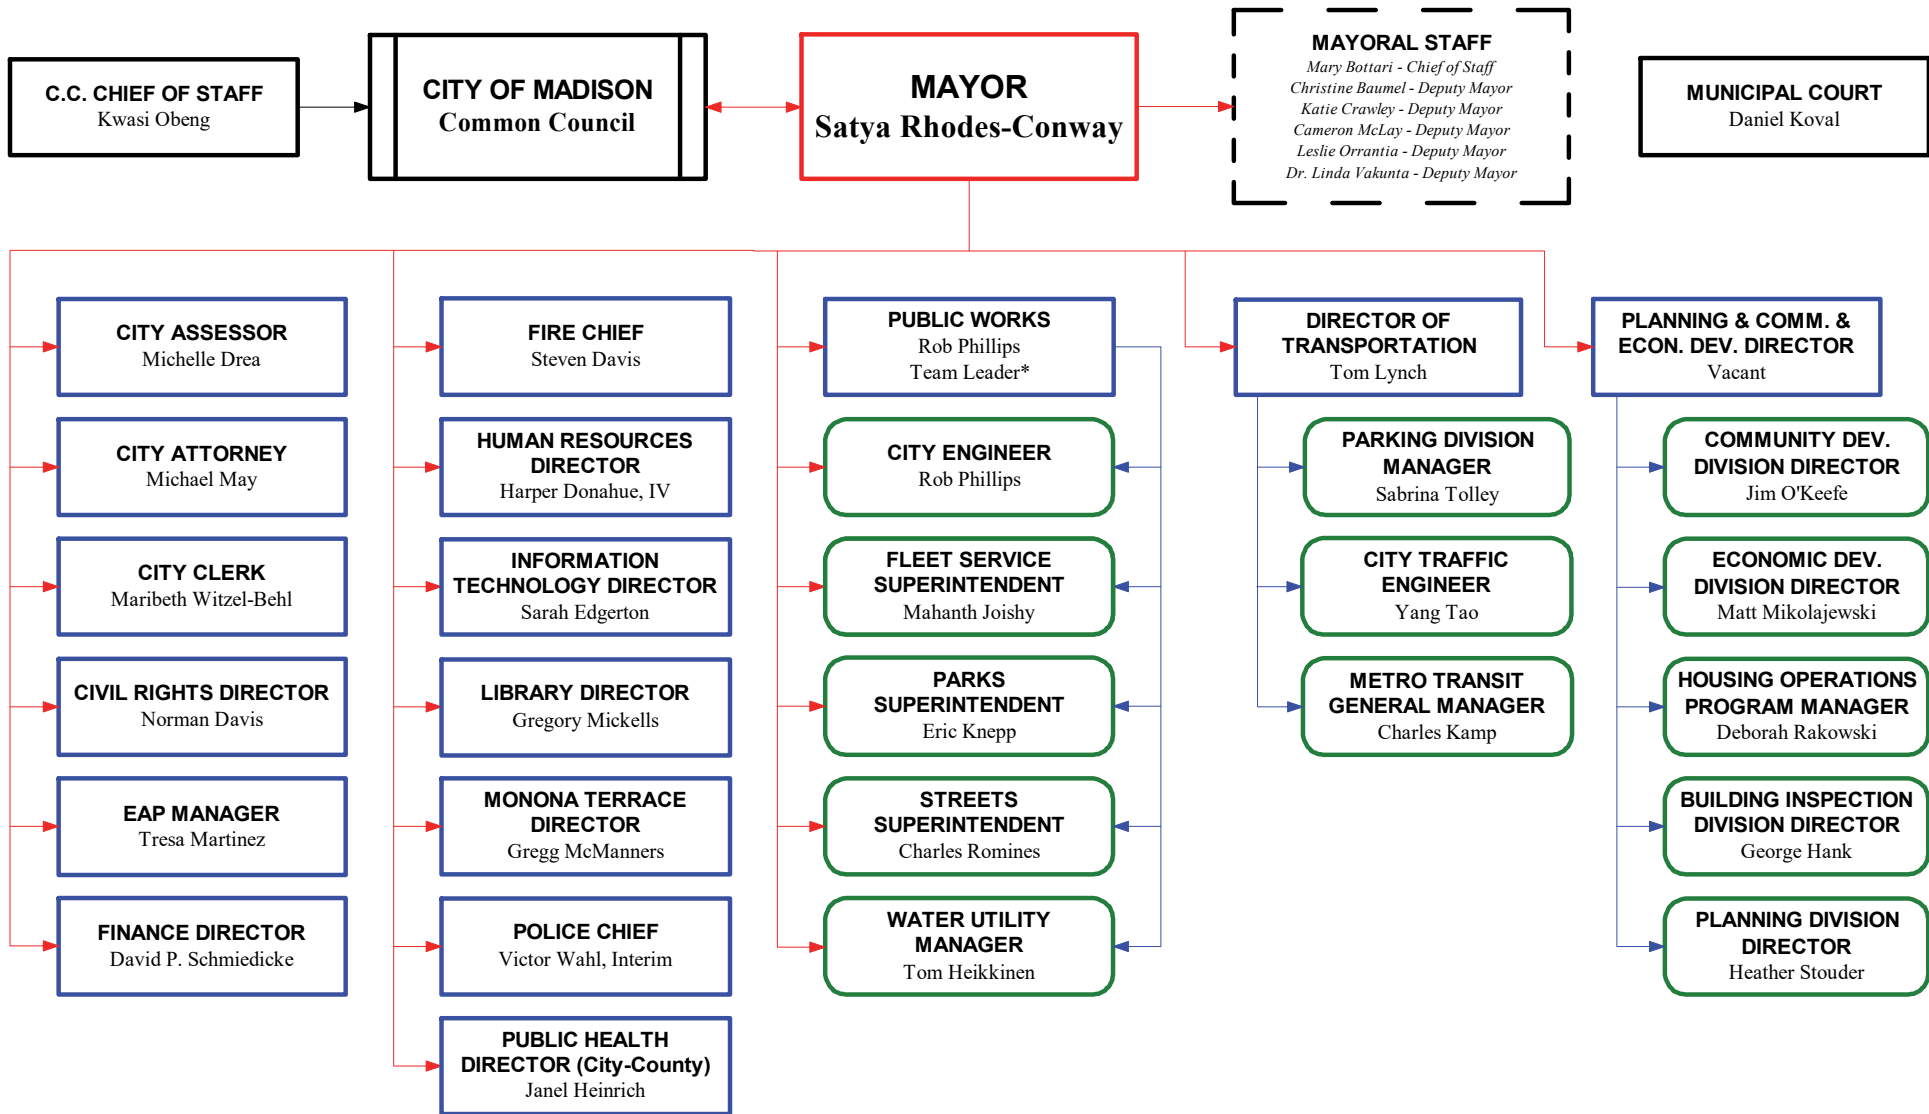 C.C. CHIEF OF STAFF
Kwasi Obeng
CITY OF MADISON
Common Council
MAYOR
Satya Rhodes-Conway
MAYORAL STAFF
Mary Bottari - Chief of Staff
Christine Baumel - Deputy Mayor
Katie Crawley - Deputy Mayor
Cameron McLay - Deputy Mayor
Leslie Orrantia - Deputy Mayor
Dr. Linda Vakunta - Deputy Mayor
MUNICIPAL COURT
Daniel Koval
CITY ASSESSOR
Michelle Drea
CITY ATTORNEY
Michael May
CITY CLERK
Maribeth Witzel-Behl
CIVIL RIGHTS DIRECTOR
Norman Davis
EAP MANAGER
Tresa Martinez
FINANCE DIRECTOR
David P. Schmiedicke
FIRE CHIEF
Steven Davis
HUMAN RESOURCES
DIRECTOR
Harper Donahue, IV
INFORMATION
TECHNOLOGY DIRECTOR
Sarah Edgerton
LIBRARY DIRECTOR
Gregory Mickells
MONONA TERRACE
DIRECTOR
Gregg McManners
POLICE CHIEF
Victor Wahl, Interim
PUBLIC HEALTH
DIRECTOR (City-County)
Janel Heinrich
PUBLIC WORKS
Rob Phillips
Team Leader*
CITY ENGINEER
Rob Phillips
FLEET SERVICE
SUPERINTENDENT
Mahanth Joishy
PARKS
SUPERINTENDENT
Eric Knepp
STREETS
SUPERINTENDENT
Charles Romines
WATER UTILITY
MANAGER
Tom Heikkinen
DIRECTOR OF
TRANSPORTATION
Tom Lynch
PARKING DIVISION
MANAGER
Sabrina Tolley
CITY TRAFFIC
ENGINEER
Yang Tao
METRO TRANSIT
GENERAL MANAGER
Charles Kamp
PLANNING & COMM. &
ECON. DEV. DIRECTOR
Vacant
COMMUNITY DEV.
DIVISION DIRECTOR
Jim O'Keefe
ECONOMIC DEV.
DIVISION DIRECTOR
Matt Mikolajewski
HOUSING OPERATIONS
PROGRAM MANAGER
Deborah Rakowski
BUILDING INSPECTION
DIVISION DIRECTOR
George Hank
PLANNING DIVISION
DIRECTOR
Heather Stouder